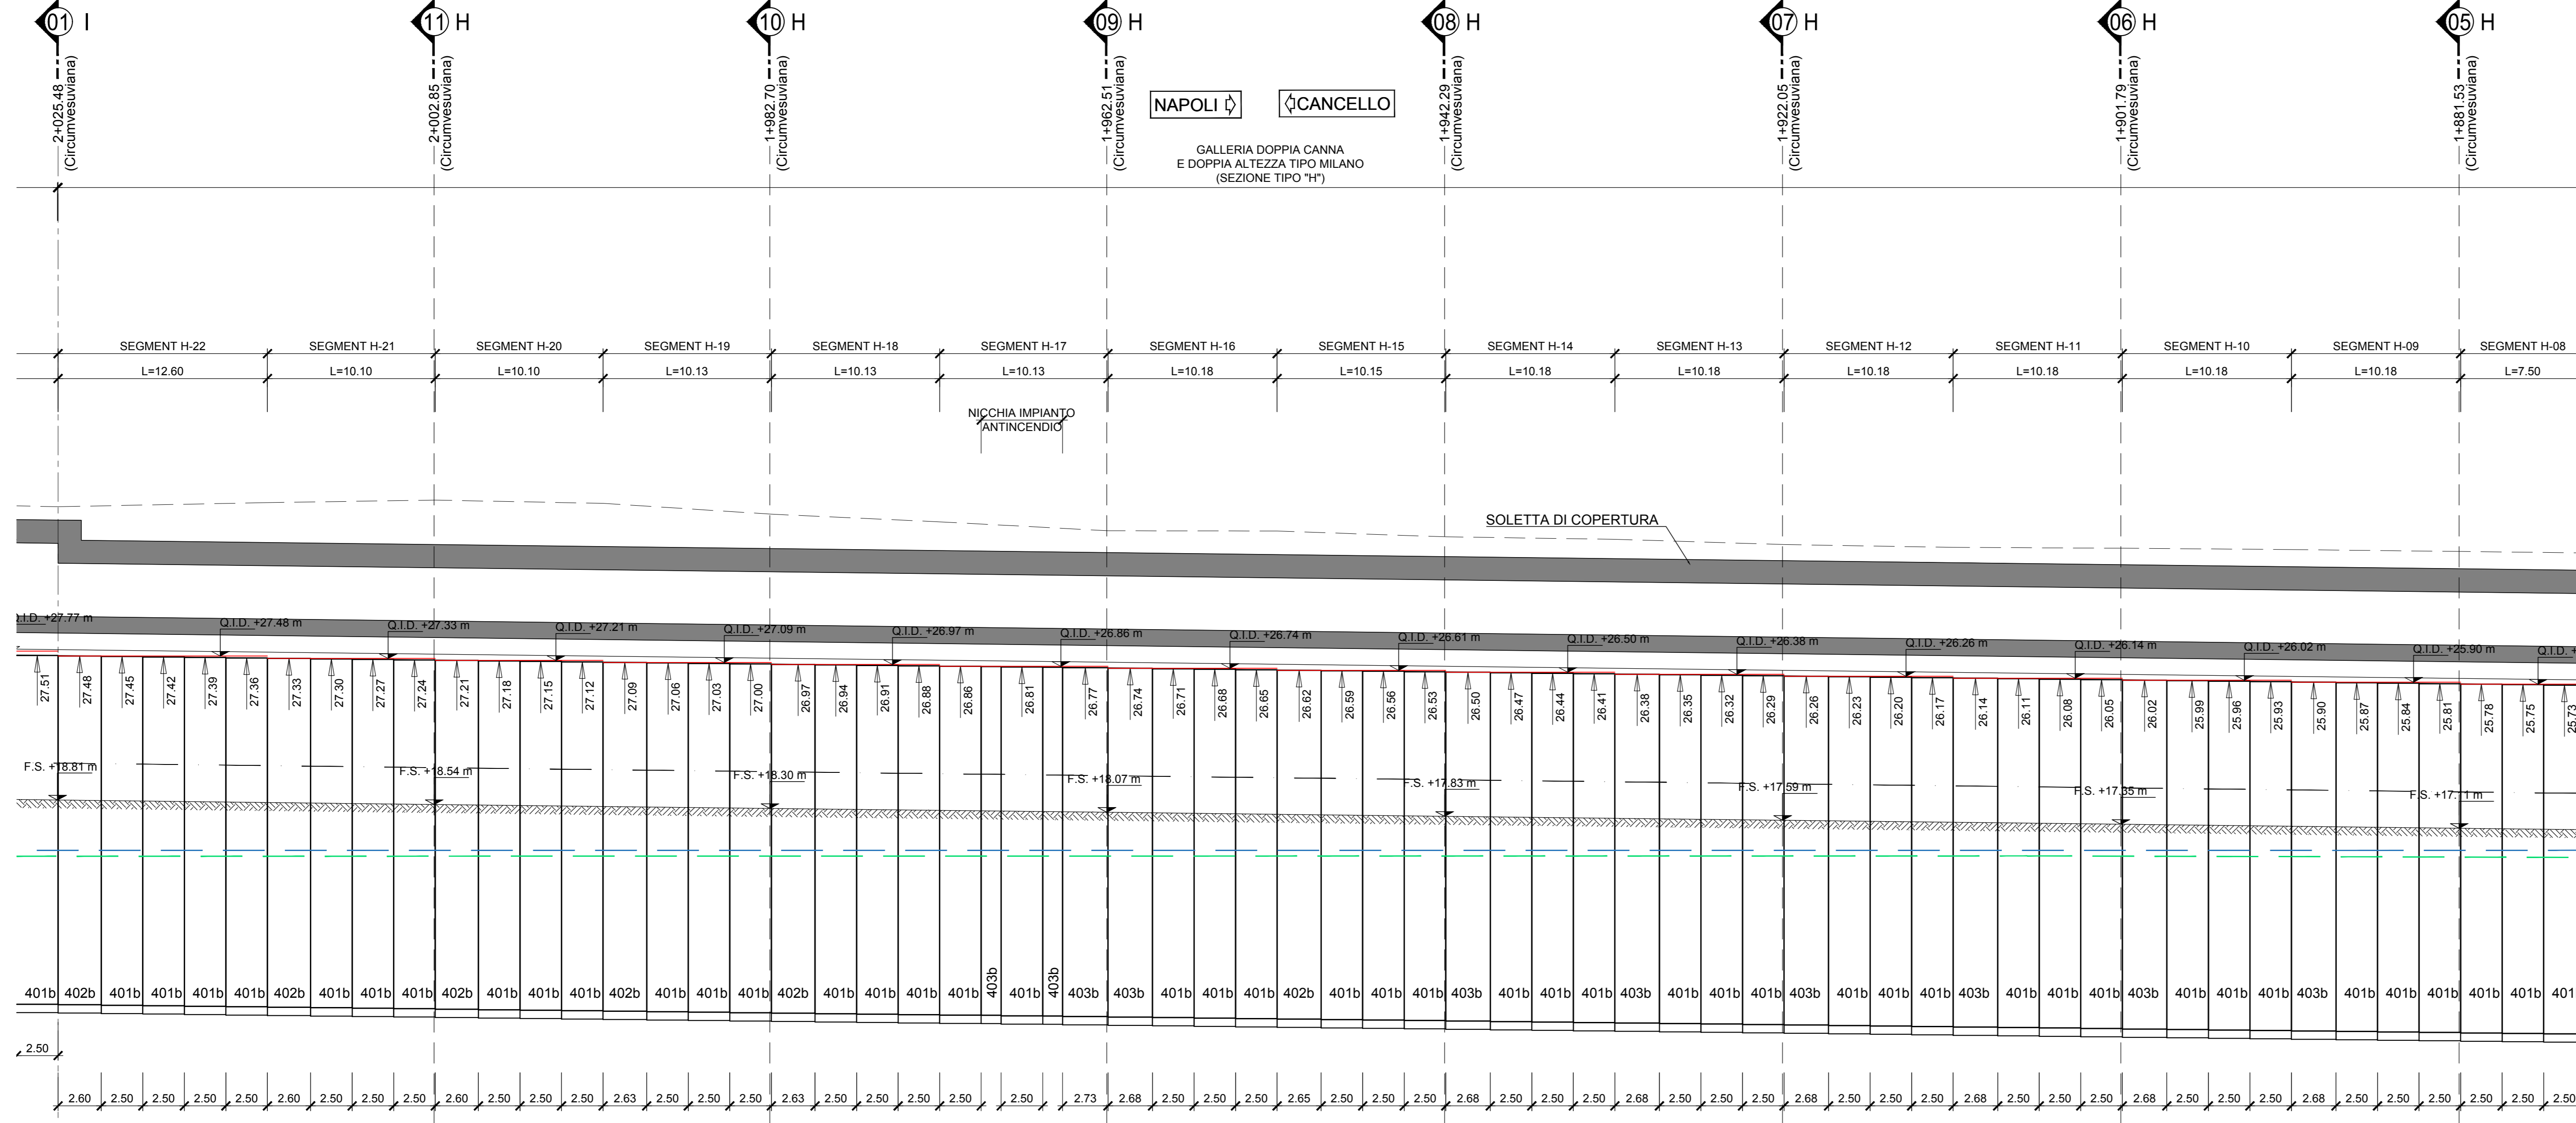 01 I
11 H
10 H
09 H
08 H
07 H
06 H
05 H
2+025.48
(Circumvesuviana)
2+002.85
(Circumvesuviana)
1+982.70
(Circumvesuviana)
1+962.51
(Circumvesuviana)
1+942.29
(Circumvesuviana)
1+922.05
(Circumvesuviana)
1+901.79
(Circumvesuviana)
1+881.53
(Circumvesuviana)
NAPOLI
CANCELLO
GALLERIA DOPPIA CANNA
E DOPPIA ALTEZZA TIPO MILANO
(SEZIONE TIPO "H")
SEGMENT H-22 SEGMENT H-21 SEGMENT H-20 SEGMENT H-19 SEGMENT H-18 SEGMENT H-17 SEGMENT H-16 SEGMENT H-15 SEGMENT H-14 SEGMENT H-13 SEGMENT H-12 SEGMENT H-11 SEGMENT H-10 SEGMENT H-09 SEGMENT H-08
L=12.60 L=10.10 L=10.10 L=10.13 L=10.13 L=10.13 L=10.18 L=10.15 L=10.18 L=10.18 L=10.18 L=10.18 L=10.18 L=10.18 L=7.50
NICCHIA IMPIANTO
ANTINCENDIO
SOLETTA DI COPERTURA
Q.I.D. +27.77 m Q.I.D. +27.48 m Q.I.D. +27.33 m Q.I.D. +27.21 m Q.I.D. +27.09 m Q.I.D. +26.97 m Q.I.D. +26.86 m Q.I.D. +26.74 m Q.I.D. +26.61 m Q.I.D. +26.50 m Q.I.D. +26.38 m Q.I.D. +26.26 m Q.I.D. +26.14 m Q.I.D. +26.02 m Q.I.D. +25.90 m Q.I.D. +
27.51 27.48 27.45 27.42 27.39 27.36 27.33 27.30 27.27 27.24 27.21 27.18 27.15 27.12 27.09 27.06 27.03 27.00 26.97 26.94 26.91 26.88 26.86 26.81 26.77 26.74 26.71 26.68 26.65 26.62 26.59 26.56 26.53 26.50 26.47 26.44 26.41 26.38 26.35 26.32 26.29 26.26 26.23 26.20 26.17 26.14 26.11 26.08 26.05 26.02 25.99 25.96 25.93 25.90 25.87 25.84 25.81 25.78 25.75 25.73
F.S. +18.81 m F.S. +18.54 m F.S. +18.30 m F.S. +18.07 m F.S. +17.83 m F.S. +17.59 m F.S. +17.35 m F.S. +17.11 m
401b 402b 401b 401b 401b 401b 402b 401b 401b 401b 402b 401b 401b 401b 402b 401b 401b 401b 402b 401b 401b 401b 401b 403b 401b 403b 403b 403b 401b 401b 401b 402b 401b 401b 401b 403b 401b 401b 401b 403b 401b 401b 401b 403b 401b 401b 401b 403b 401b 401b 401b 403b 401b 401b 401b 403b 401b 401b 401b 401b 401b 401
2.50
2.60 2.50 2.50 2.50 2.50 2.60 2.50 2.50 2.50 2.60 2.50 2.50 2.50 2.63 2.50 2.50 2.50 2.63 2.50 2.50 2.50 2.50 2.50 2.73 2.68 2.50 2.50 2.50 2.65 2.50 2.50 2.50 2.68 2.50 2.50 2.50 2.68 2.50 2.50 2.50 2.68 2.50 2.50 2.50 2.68 2.50 2.50 2.50 2.68 2.50 2.50 2.50 2.68 2.50 2.50 2.50 2.50 2.50 2.50